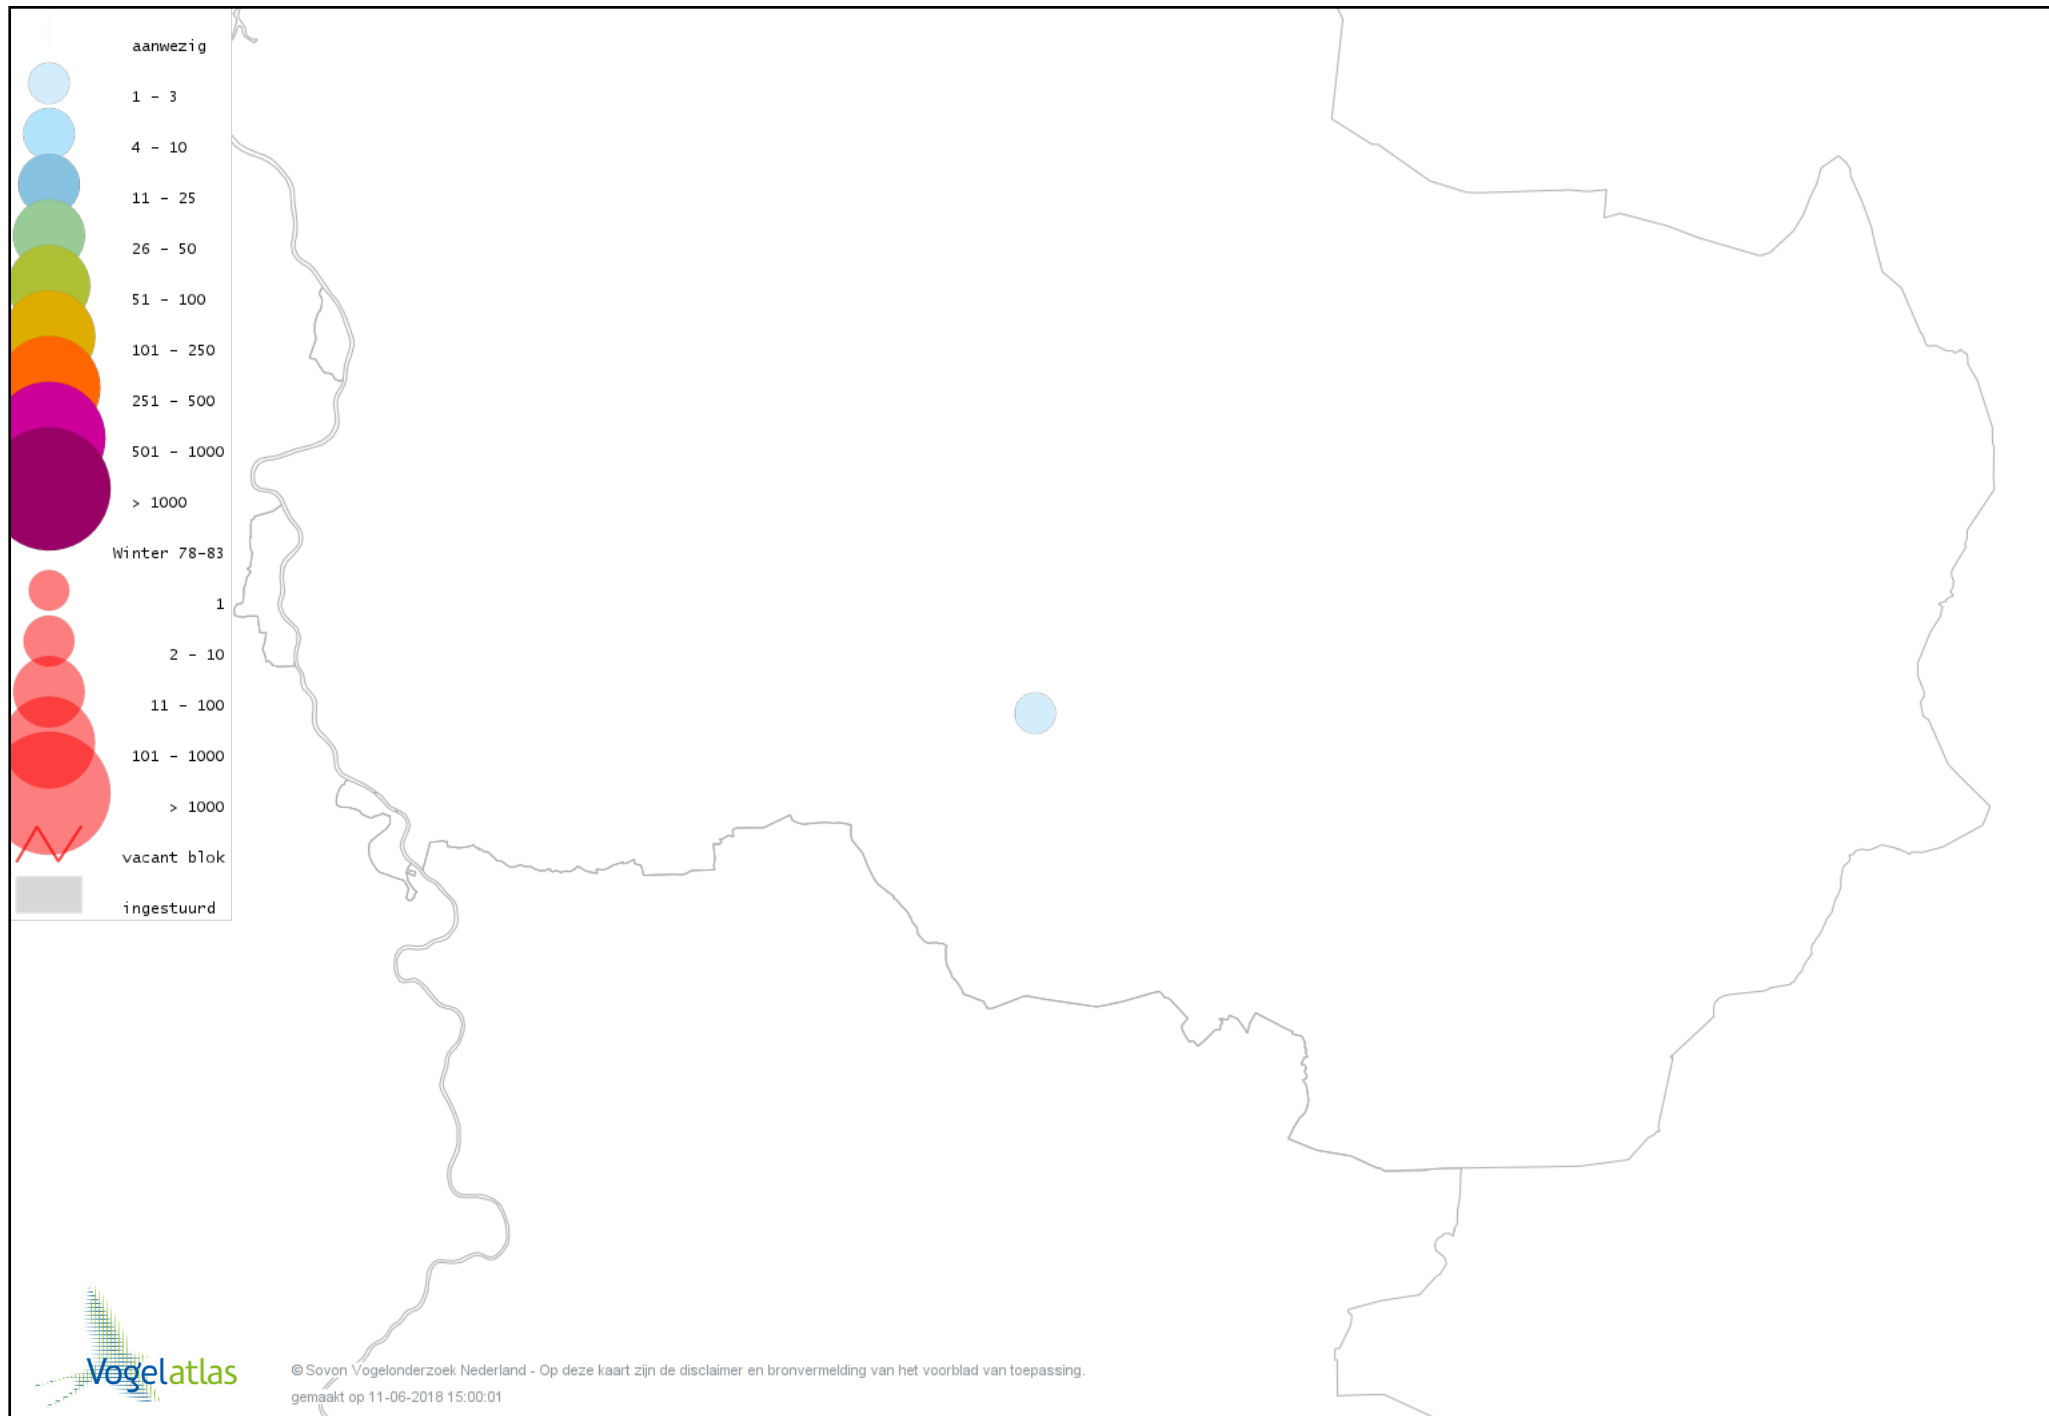 aanwezig
1 - 3
4 - 10
11 - 25
26 - 50
51 - 100
101 - 250
251 - 500
501 - 1000
> 1000
Winter 78-83
1
2 - 10
11 - 100
101 - 1000
> 1000
vacant blok
ingestuurd
Vogelatlas
© Sovon Vogelonderzoek Nederland - Op deze kaart zijn de disclaimer en bronvermelding van het voorblad van toepassing.
gemaakt op 11-06-2018 15:00:01